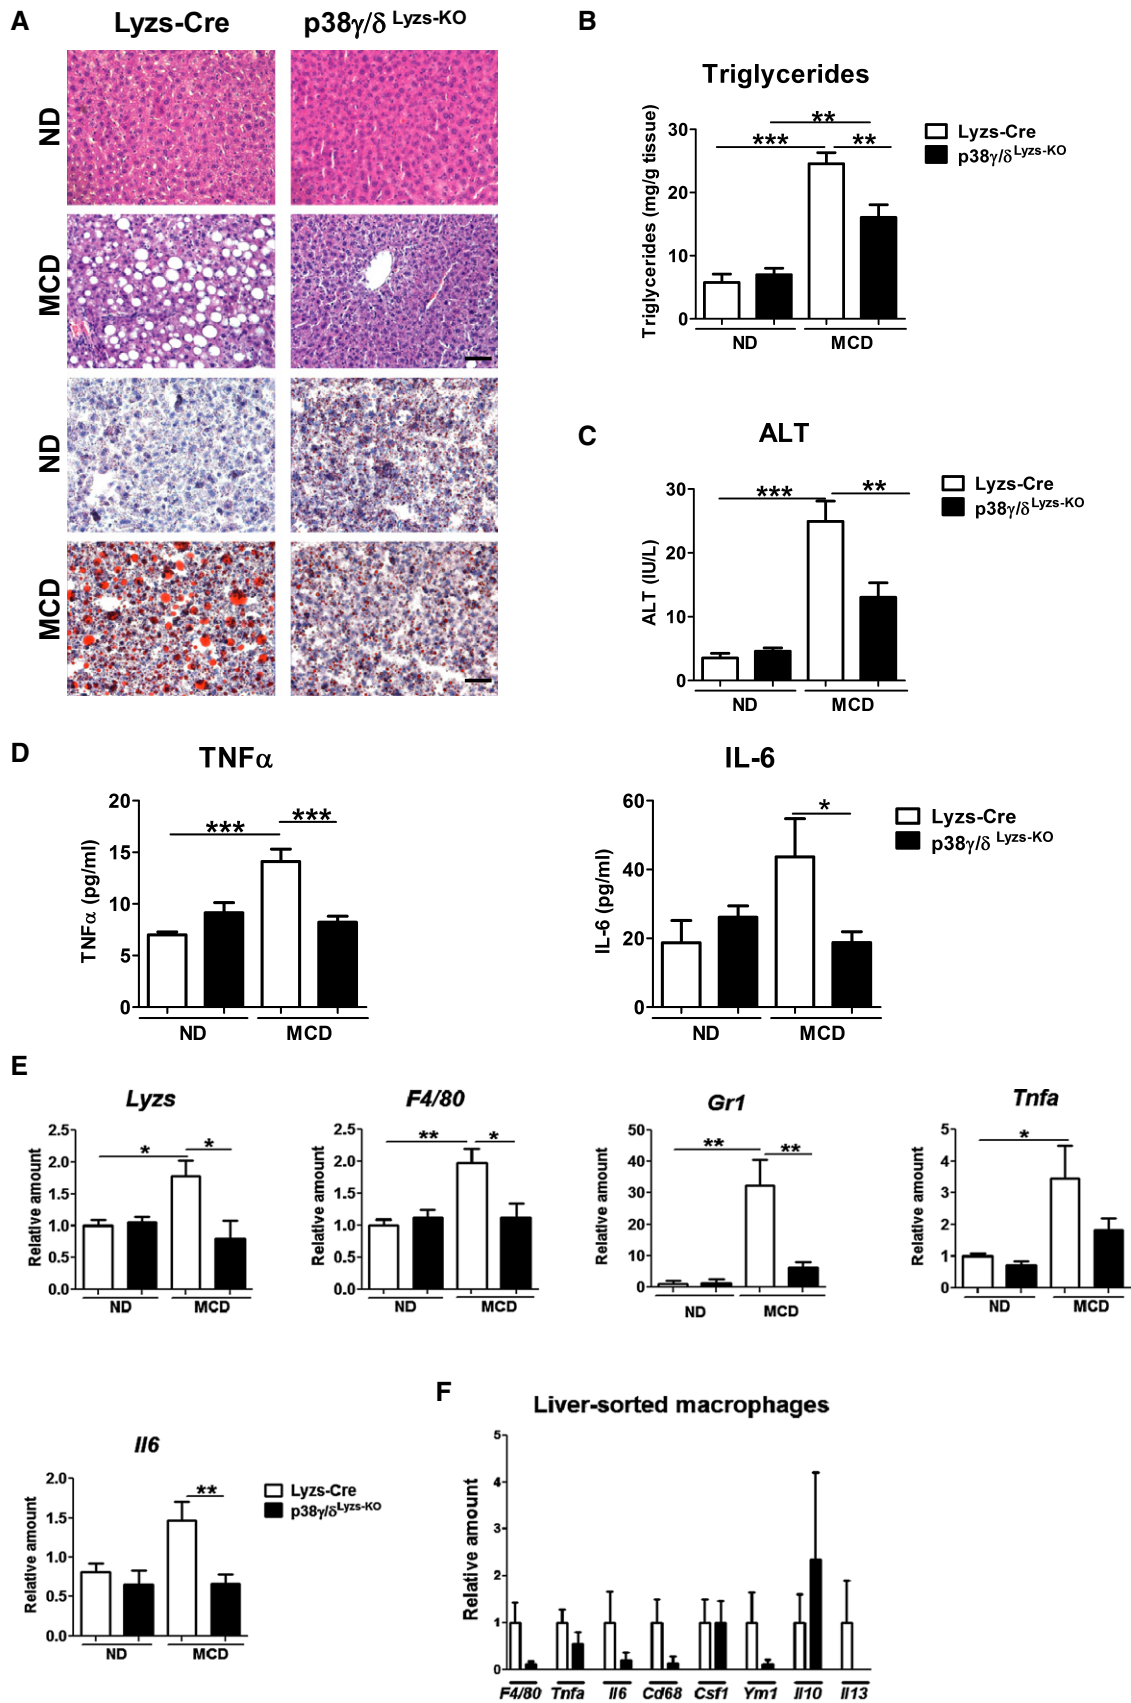 A
Lyzs-Cre
p38γ/δ Lyzs-KO
ND
MCD
ND
MCD
B
Triglycerides
Triglycerides (mg/g tissue)
30
20
10
0
***
**
**
ND
MCD
Lyzs-Cre
p38γ/δLyzs-KO
C
ALT
ALT (IU/L)
30
20
10
0
***
**
ND
MCD
Lyzs-Cre
p38γ/δLyzs-KO
D
TNFα
TNFα (pg/ml)
20
15
10
5
0
***
***
ND
MCD
IL-6
IL-6 (pg/ml)
60
40
20
0
*
ND
MCD
Lyzs-Cre
p38γ/δ Lyzs-KO
E
Lyzs
Relative amount
2.5
2.0
1.5
1.0
0.5
0.0
*
*
ND
MCD
F4/80
Relative amount
2.5
2.0
1.5
1.0
0.5
0.0
**
*
ND
MCD
Gr1
Relative amount
50
40
30
20
10
0
**
**
ND
MCD
Tnfa
Relative amount
5
4
3
2
1
0
*
ND
MCD
Il6
Relative amount
2.0
1.5
1.0
0.5
0.0
**
ND
MCD
Lyzs-Cre
p38γ/δLyzs-KO
F
Liver-sorted macrophages
Relative amount
5
4
3
2
1
0
F4/80 Tnfa Il6 Cd68 Csf1 Ym1 Il10 Il13